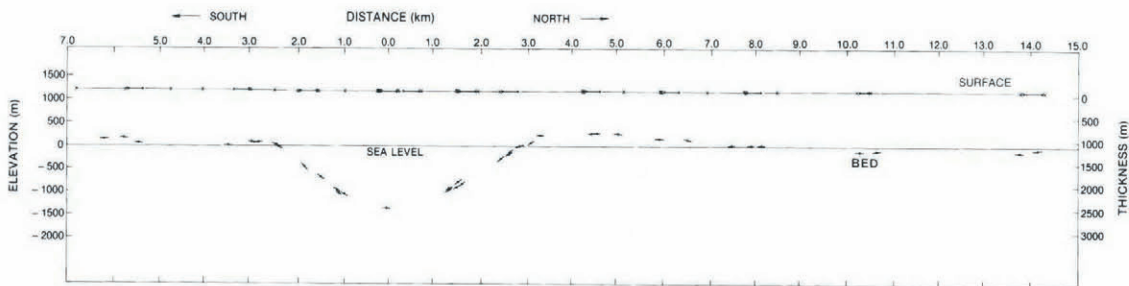 SOUTH DISTANCE (km) NORTH
7.0 5.0 4.0 3.0 2.0 1.0 0.0 1.0 2.0 3.0 4.0 5.0 6.0 7.0 8.0 9.0 10.0 11.0 12.0 13.0 14.0 15.0
1500
1000
500
0
-500
-1000
-1500
-2000
ELEVATION (m)
SURFACE
SEA LEVEL
BED
0
500
1000
1500
2000
2500
3000
THICKNESS (m)